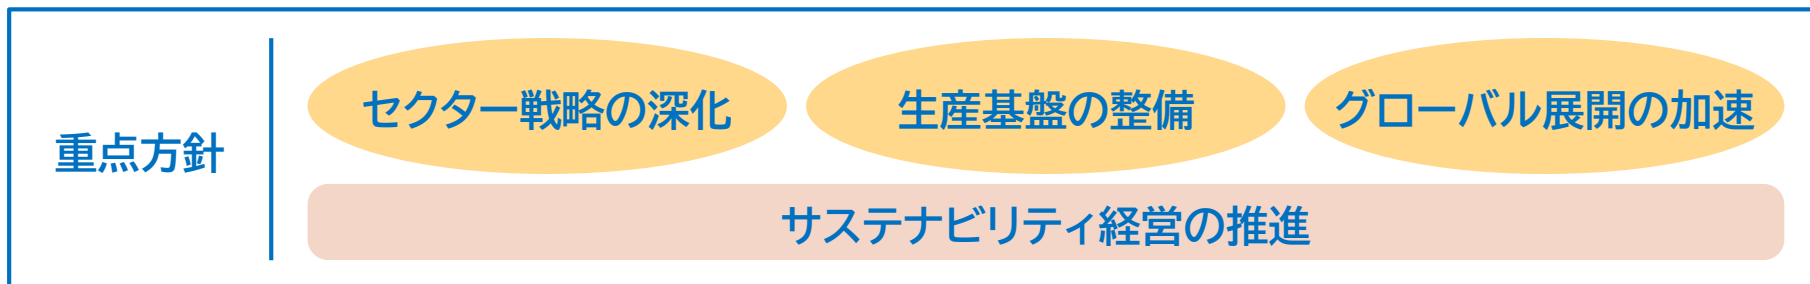 重点方針
セクター戦略の深化
生産基盤の整備
グローバル展開の加速
サステナビリティ経営の推進